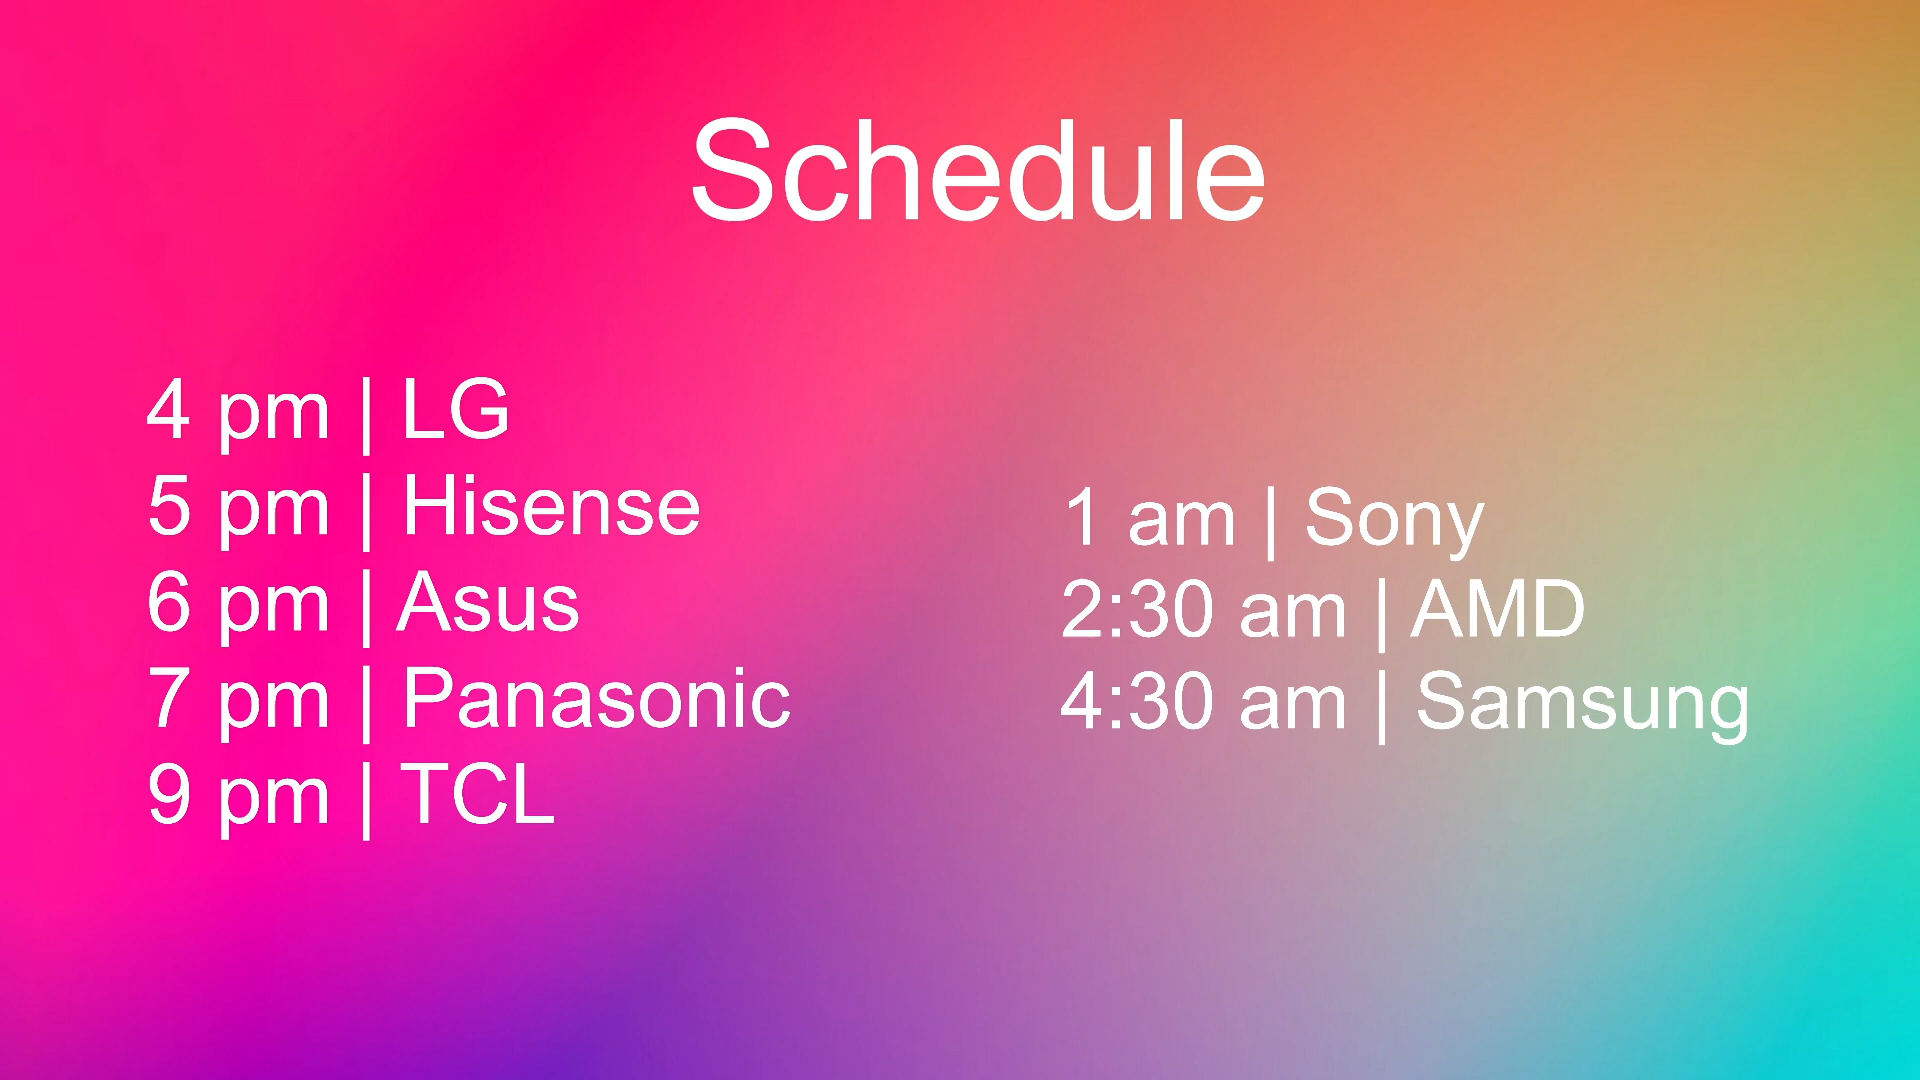 Schedule
4 pm | LG
5 pm | Hisense
6 pm | Asus
7 pm | Panasonic
9 pm | TCL
1 am | Sony
2:30 am | AMD
4:30 am | Samsung